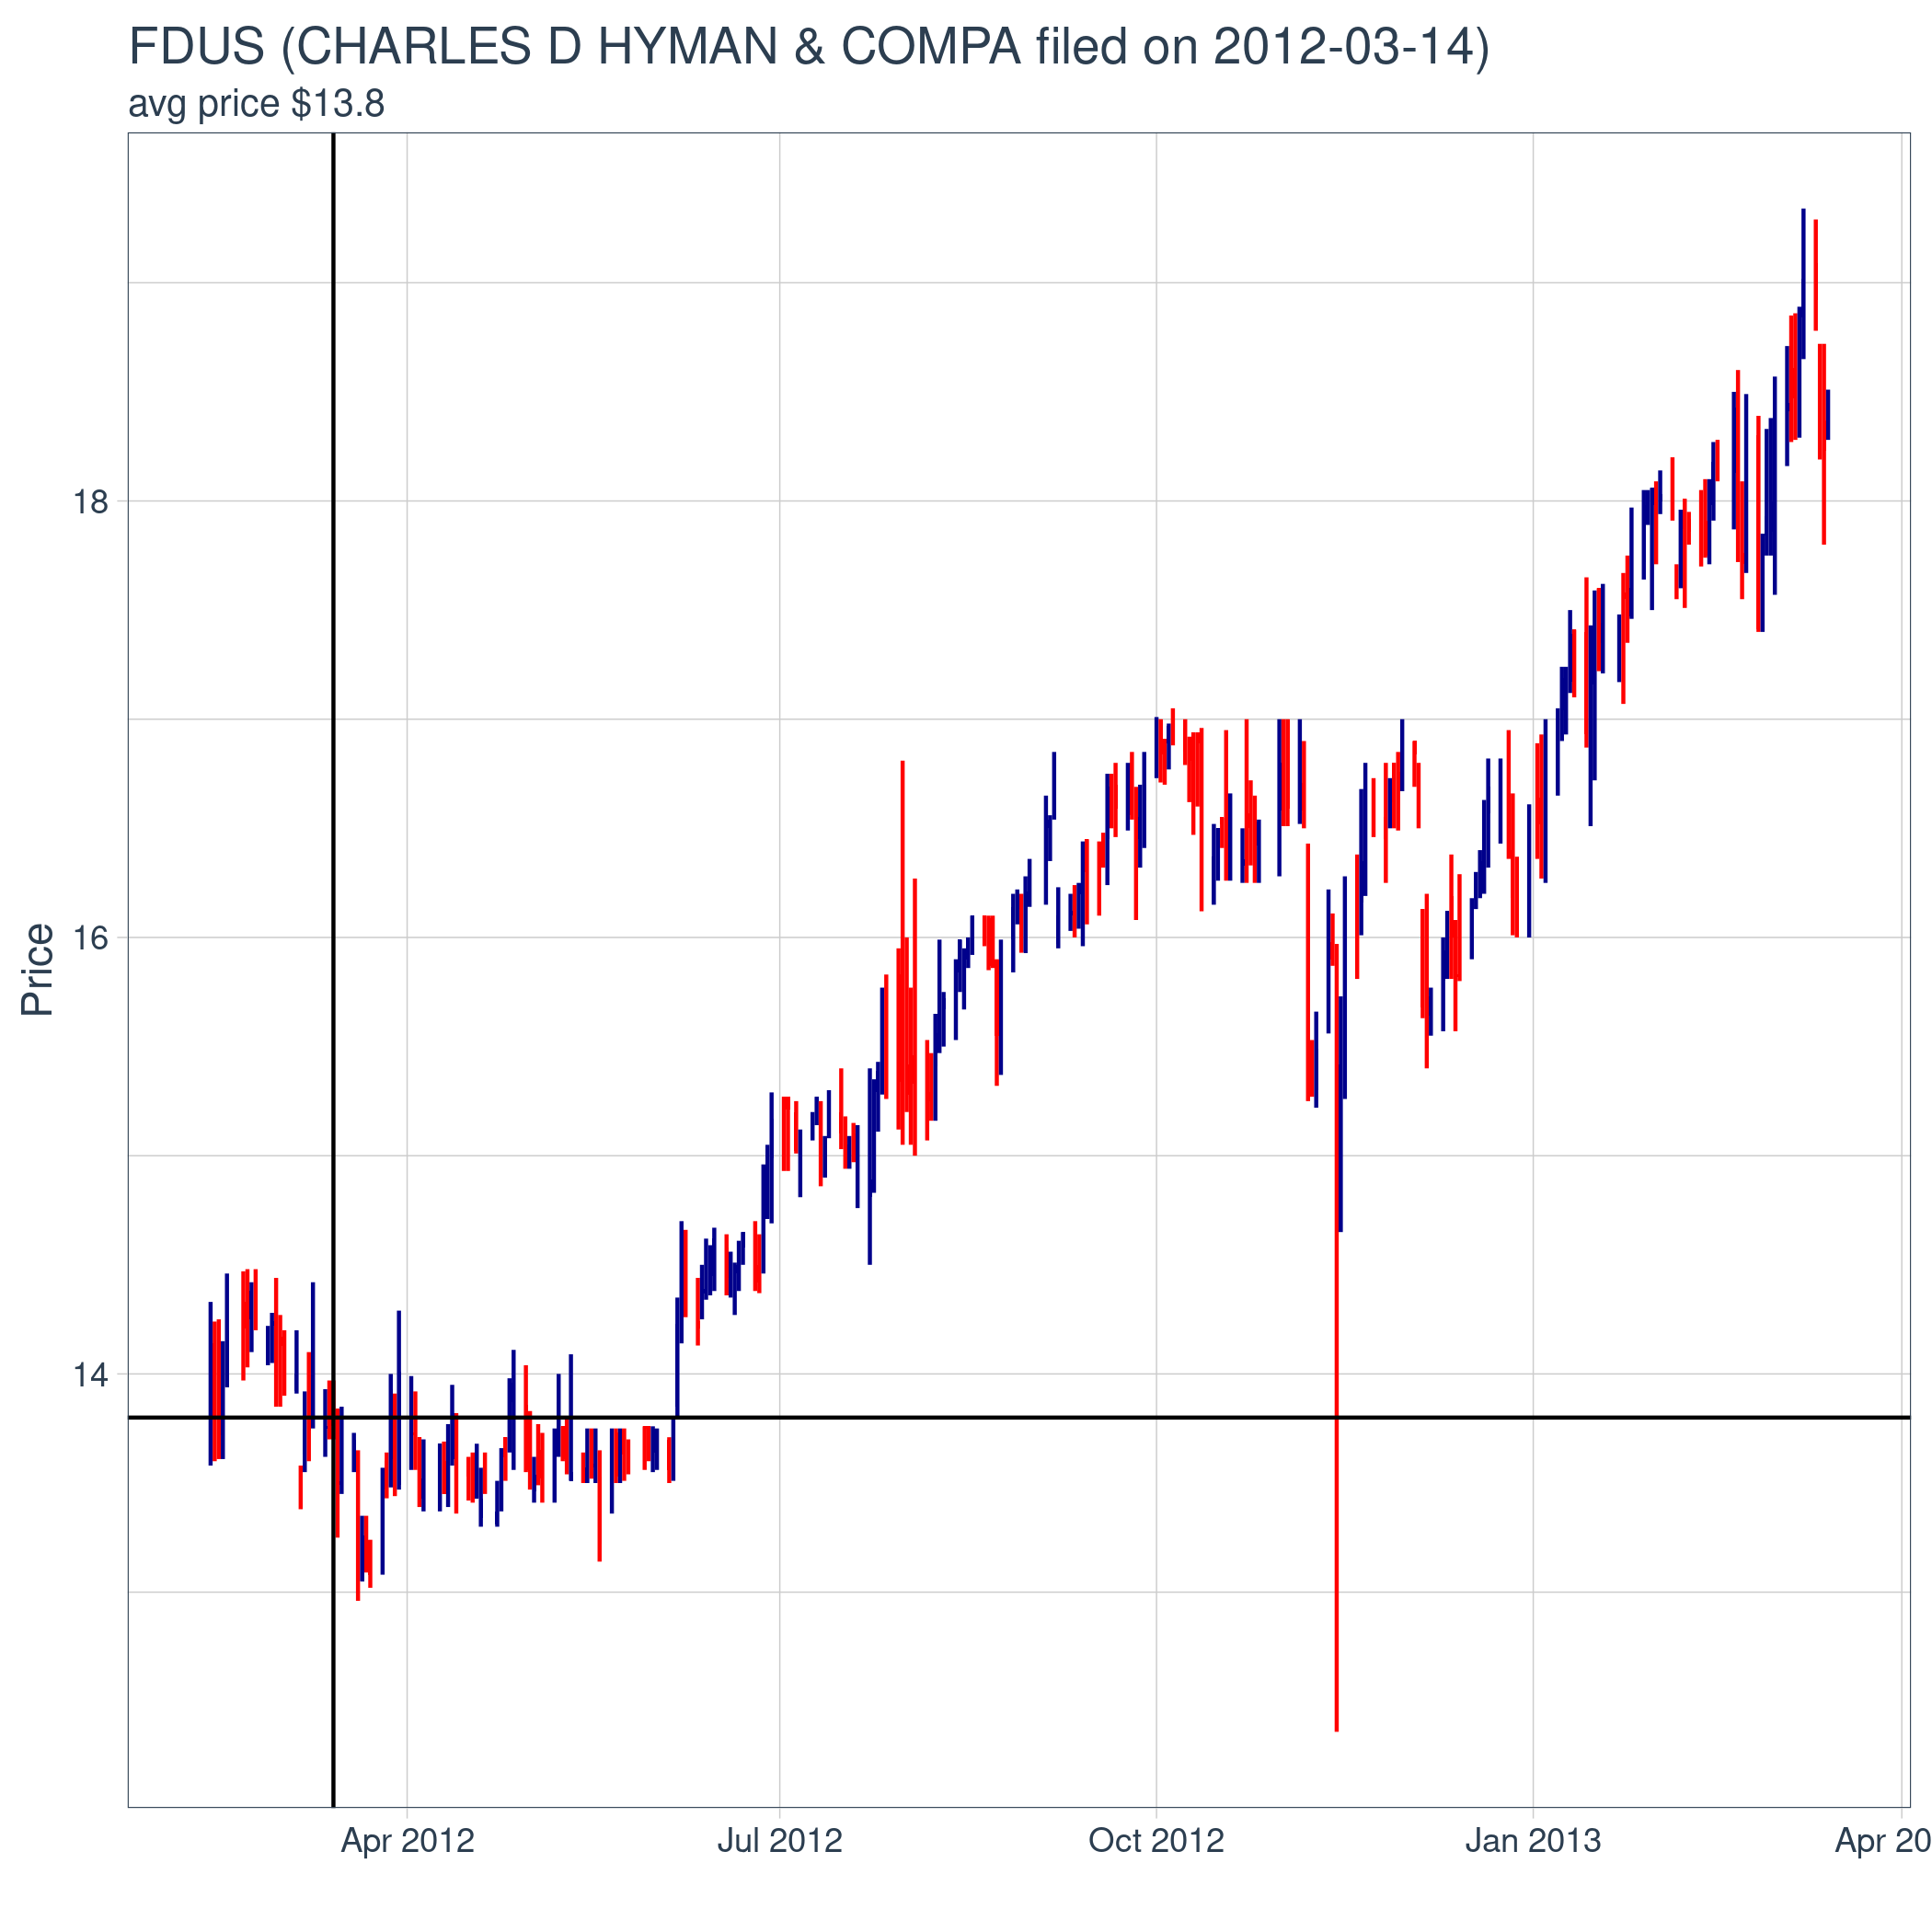 FDUS (CHARLES D HYMAN & COMPA filed on 2012-03-14)
avg price $13.8
Price
18
16
14
Apr 2012
Jul 2012
Oct 2012
Jan 2013
Apr 20